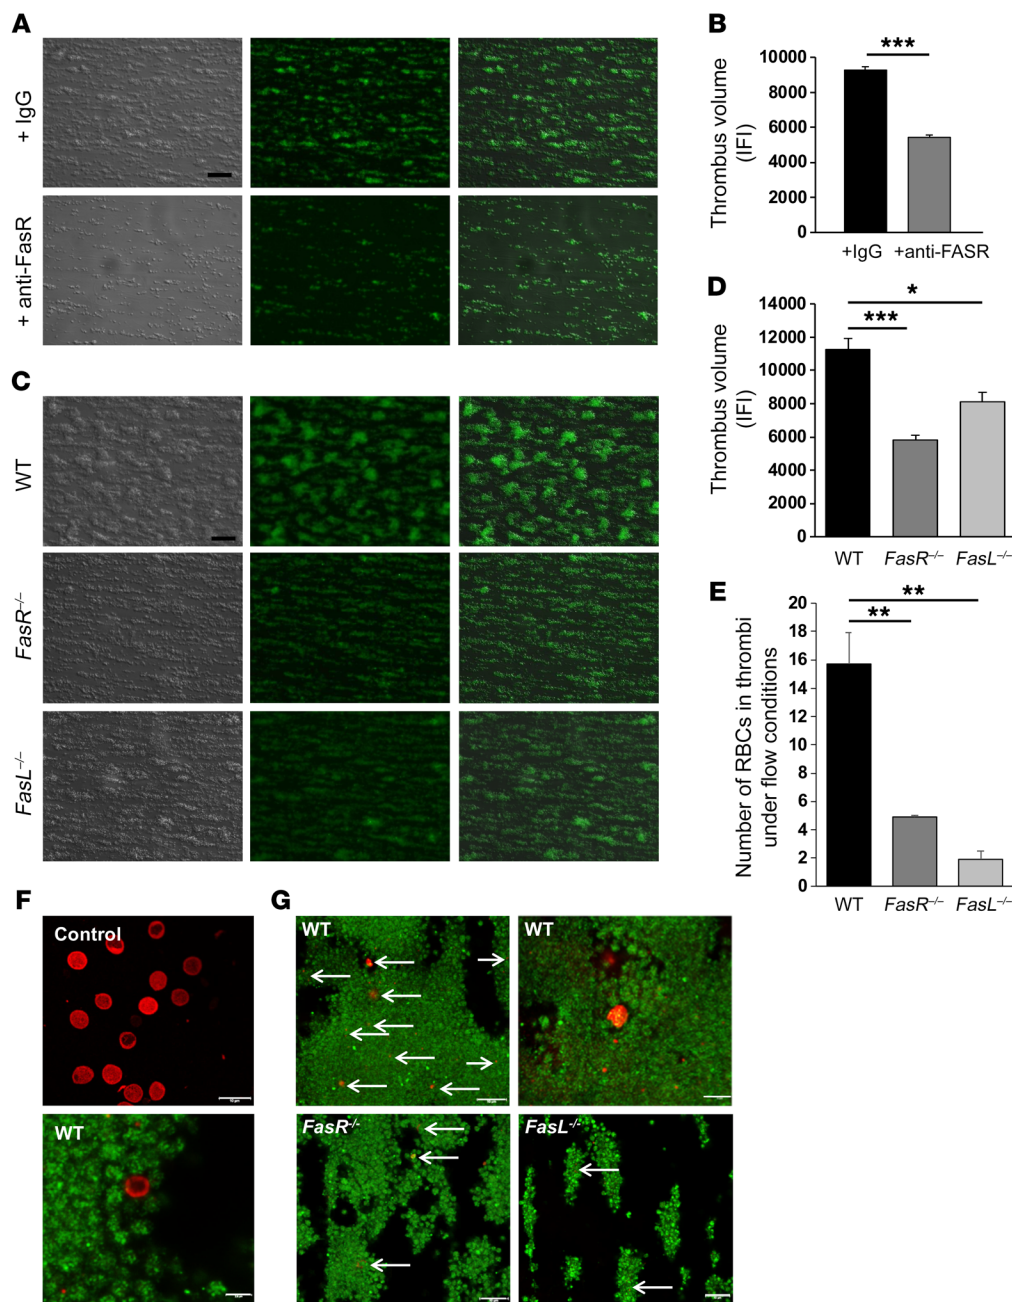 A
+ IgG
+ anti-FasR
B
***
Thrombus volume
(IFI)
10000
8000
6000
4000
2000
0
+IgG
+anti-FASR
C
WT
FasR–/–
FasL–/–
D
*
***
Thrombus volume
(IFI)
14000
12000
10000
8000
6000
4000
2000
0
WT
FasR–/–
FasL–/–
E
**
**
Number of RBCs in thrombi
under flow conditions
20
18
16
14
12
10
8
6
4
2
0
WT
FasR–/–
FasL–/–
F
Control
WT
G
WT
WT
FasR-/-
FasL-/-